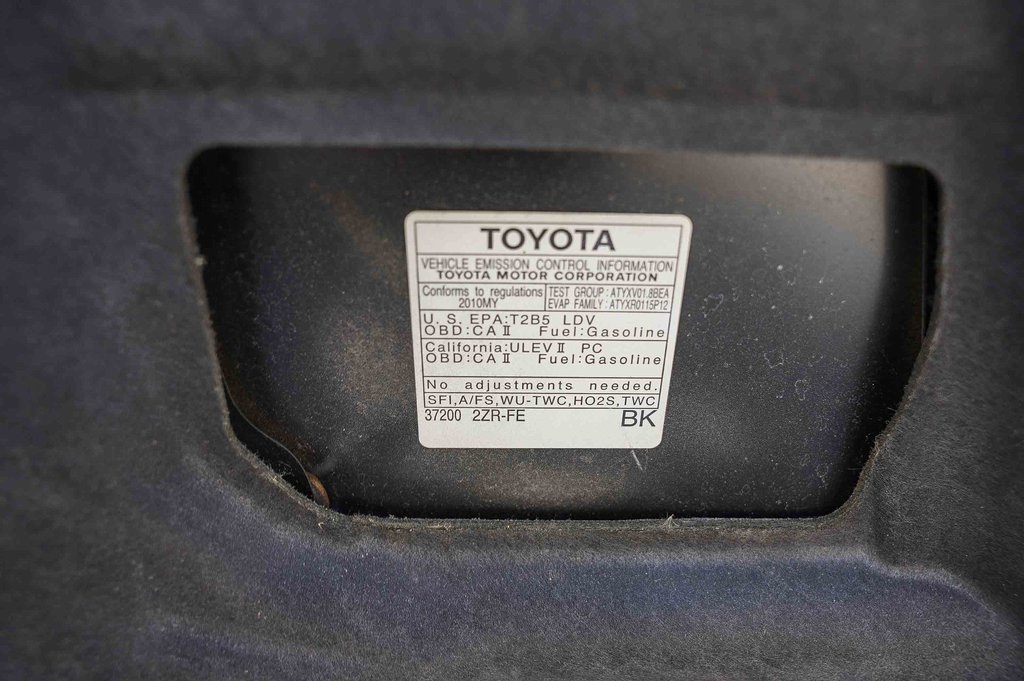 TOYOTA
VEHICLE EMISSION CONTROL INFORMATION
TOYOTA MOTOR CORPORATION
Conforms to regulations
2010MY
TEST GROUP:ATYXV01.8BEA
EVAP FAMILY:ATYXR0115P12
U. S. EPA:T2B5 LDV
OBD:CA Ⅱ Fuel:Gasoline
California:ULEV Ⅱ PC
OBD:CA Ⅱ Fuel:Gasoline
No adjustments needed.
SFI,A/FS,WU-TWC,HO2S,TWC
37200 2ZR-FE BK